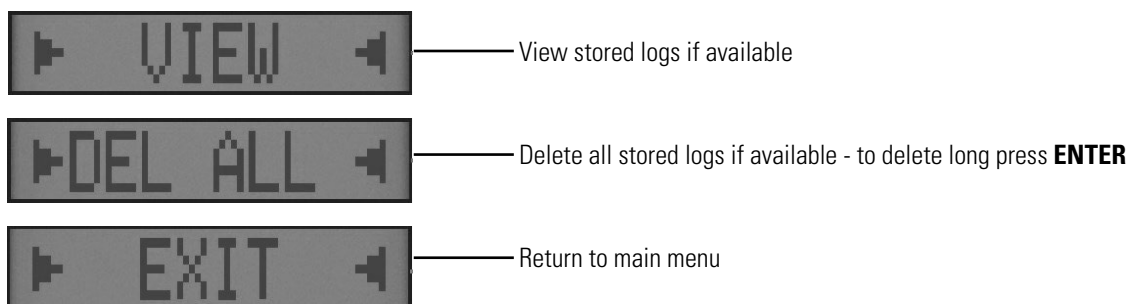 VIEW
View stored logs if available
DEL ALL
Delete all stored logs if available - to delete long press ENTER
EXIT
Return to main menu